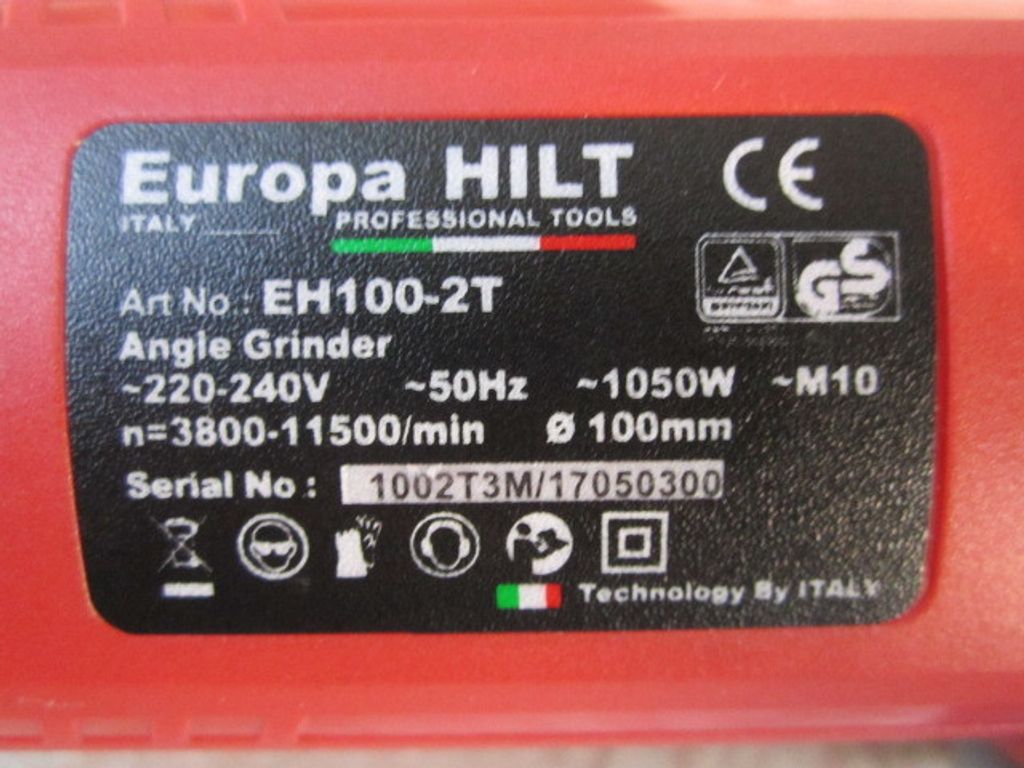 Europa HILT
CE
ITALY
PROFESSIONAL TOOLS
GS
Art No.: EH100-2T
Angle Grinder
~220-240V ~50Hz ~1050W ~M10
n=3800-11500/min Ø 100mm
Serial No : 1002T3M/17050300
Technology By ITALY